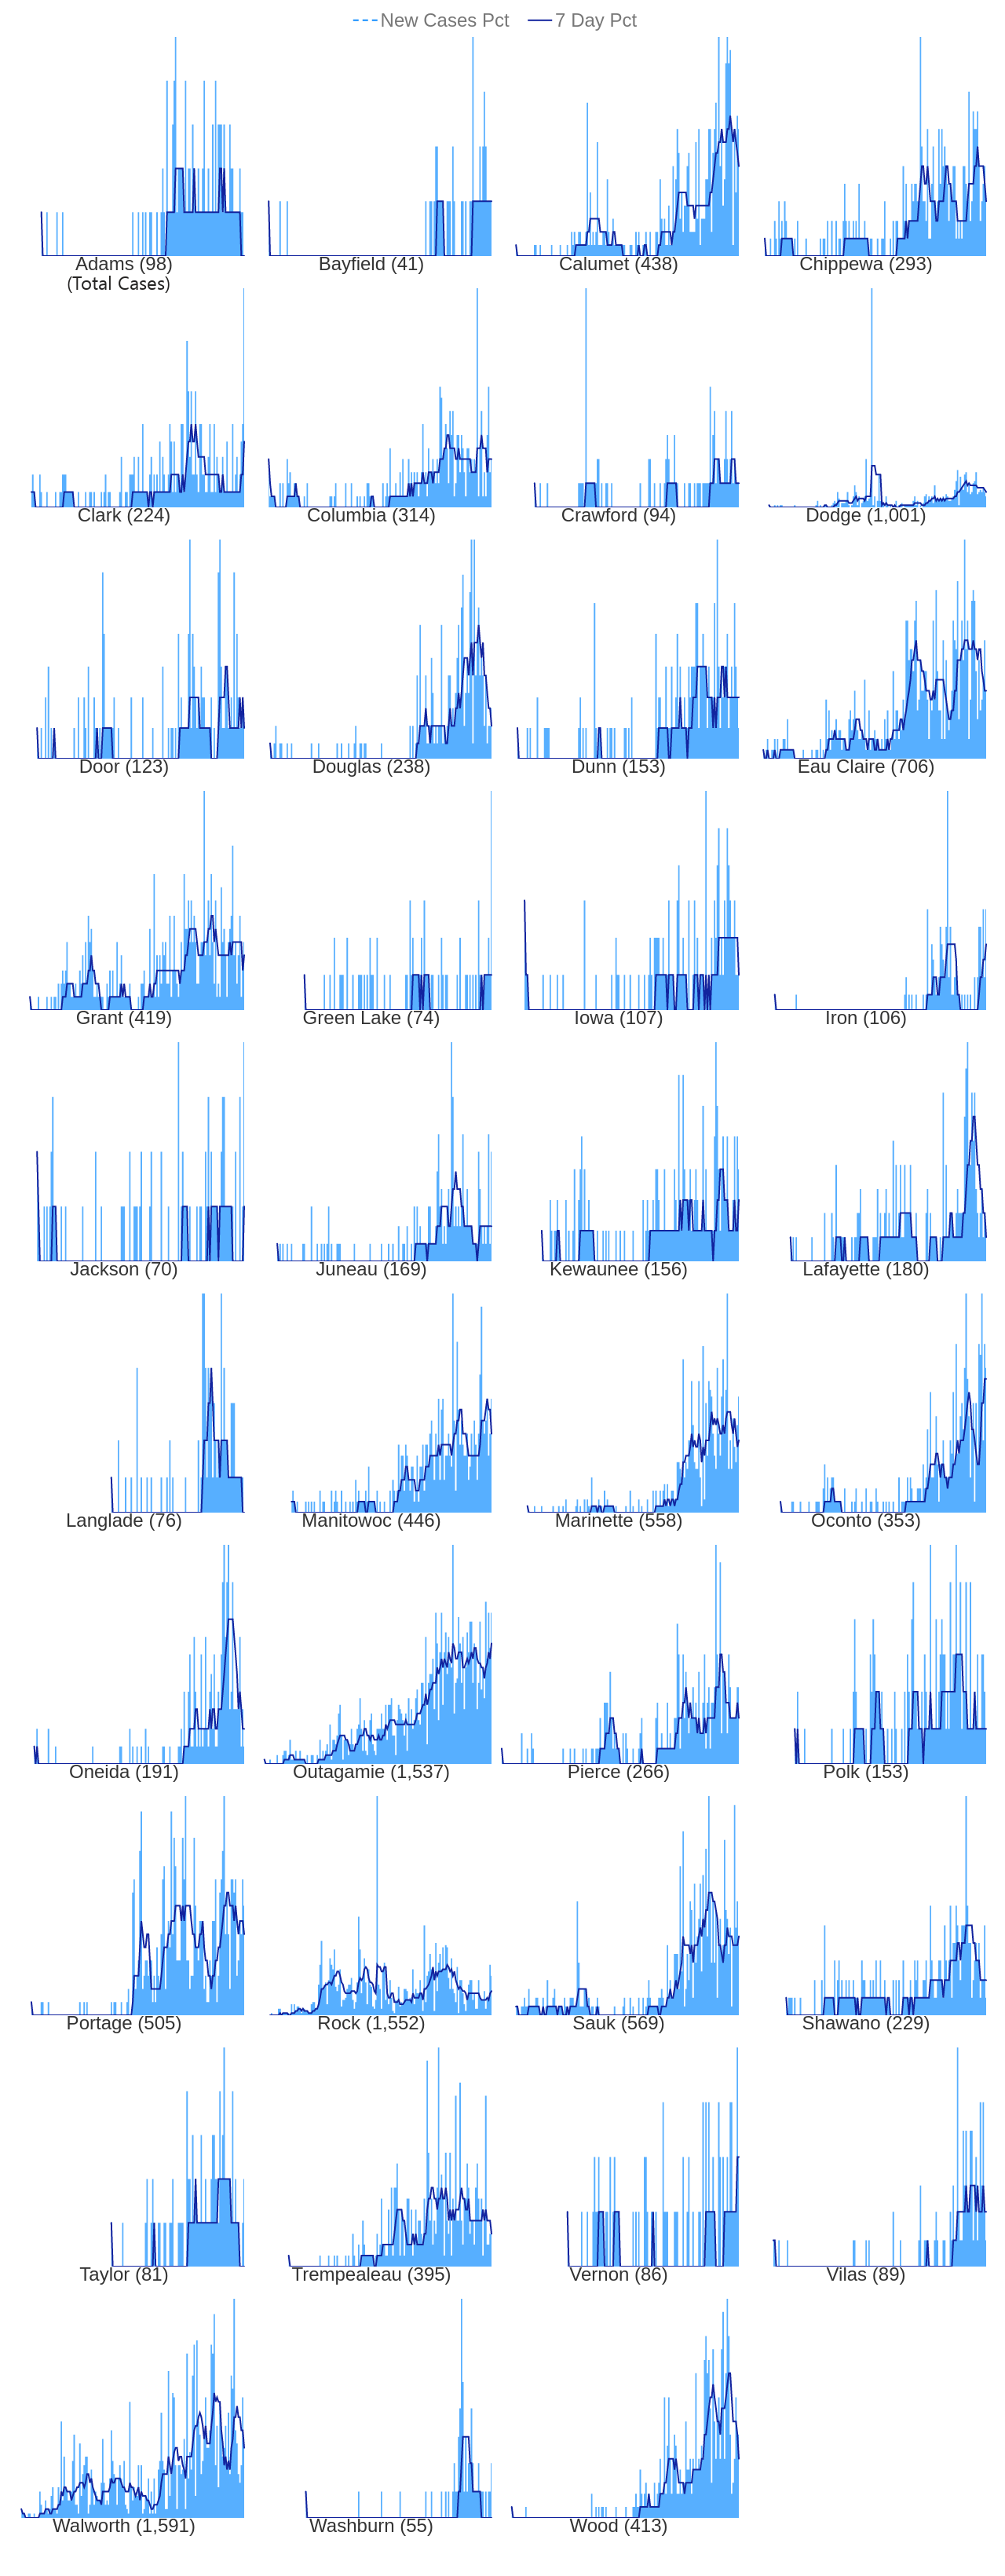 New Cases Pct 7 Day Pct
Adams (98) Bayfield (41) Calumet (438) Chippewa (293)
(Total Cases)
Clark (224) Columbia (314) Crawford (94) Dodge (1,001)
Door (123) Douglas (238) Dunn (153) Eau Claire (706)
Grant (419) Green Lake (74) Iowa (107) Iron (106)
Jackson (70) Juneau (169) Kewaunee (156) Lafayette (180)
Langlade (76) Manitowoc (446) Marinette (558) Oconto (353)
Oneida (191) Outagamie (1,537) Pierce (266) Polk (153)
Portage (505) Rock (1,552) Sauk (569) Shawano (229)
Taylor (81) Trempealeau (395) Vernon (86) Vilas (89)
Walworth (1,591) Washburn (55) Wood (413)